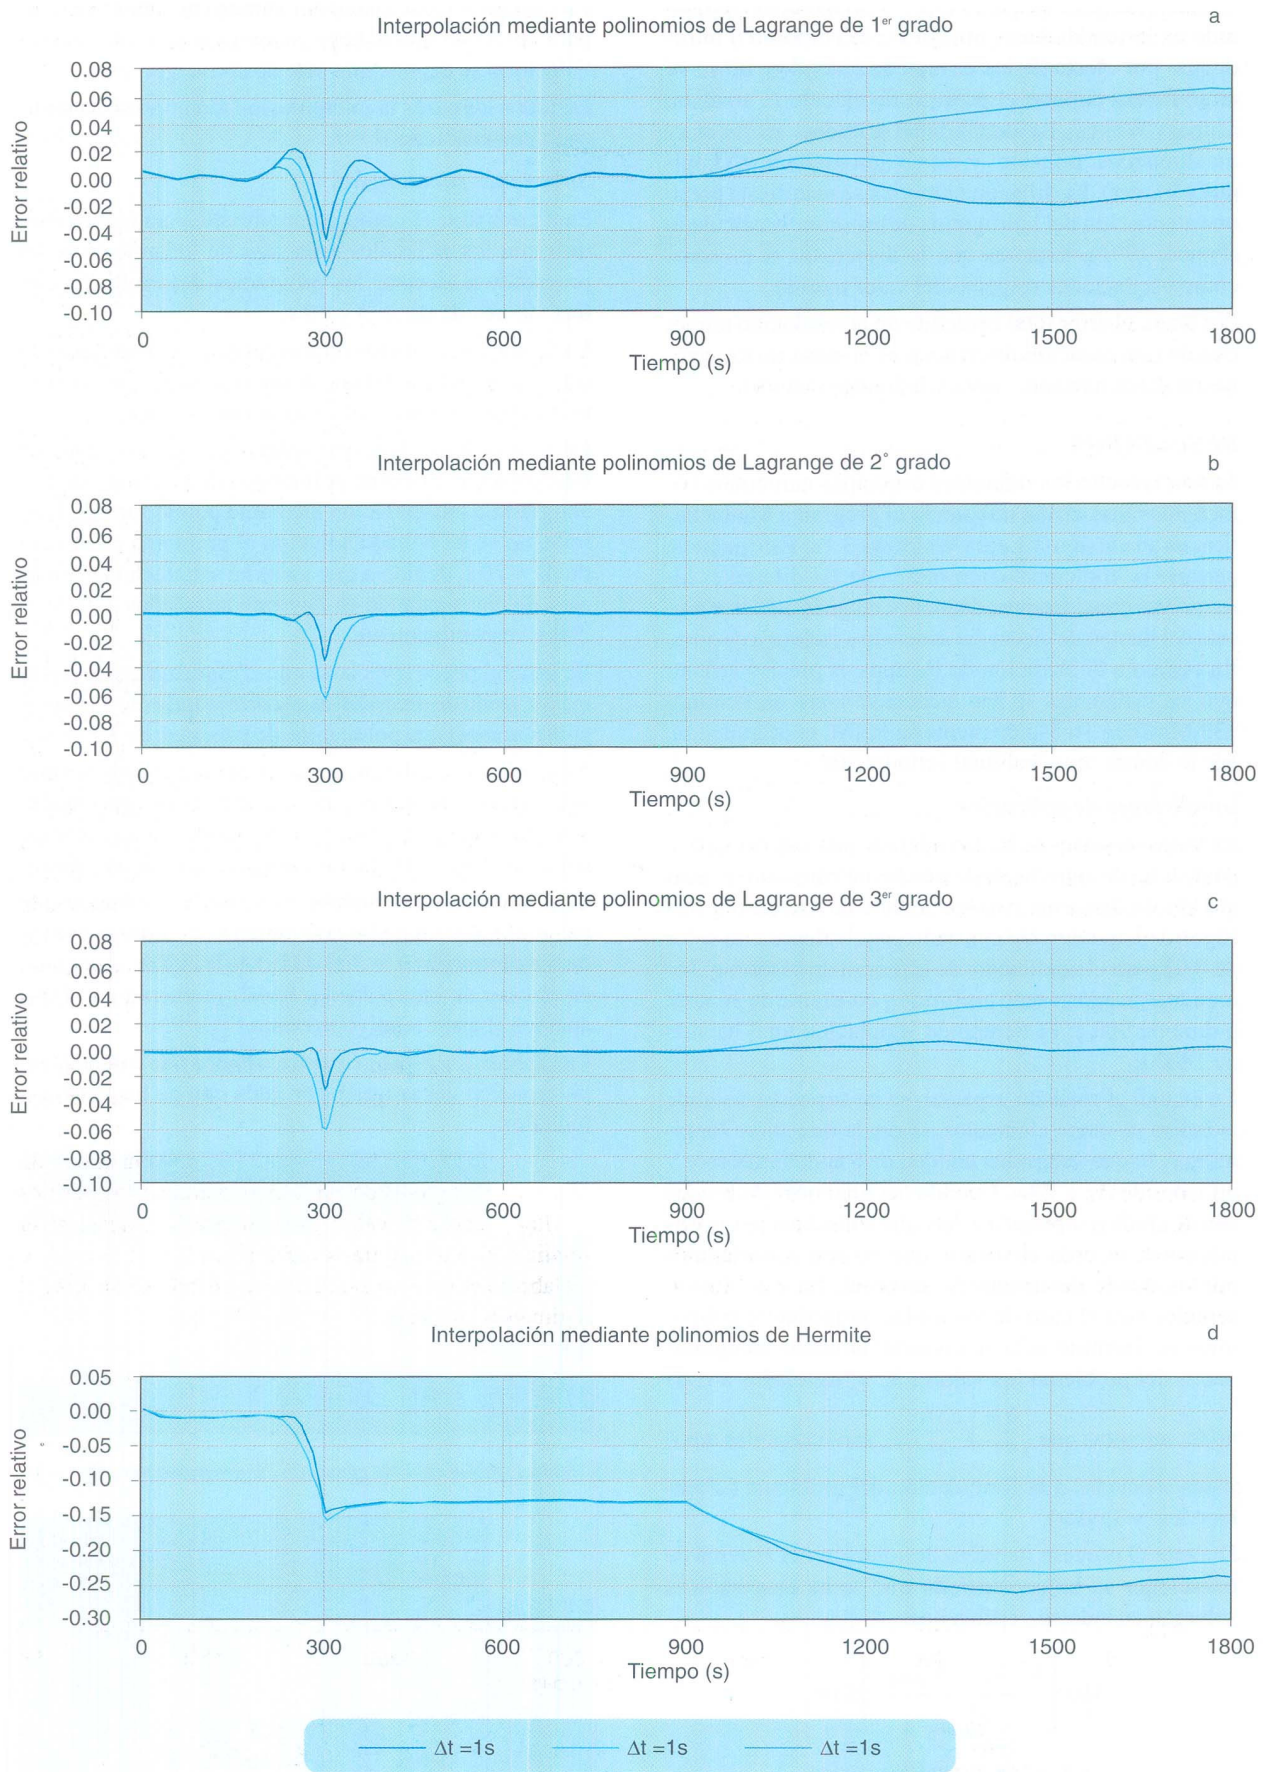 Interpolación mediante polinomios de Lagrange de 1er grado
a
0.08
0.06
0.04
0.02
0.00
-0.02
-0.04
-0.06
-0.08
-0.10
Error relativo
0 300 600 900 1200 1500 1800
Tiempo (s)
Interpolación mediante polinomios de Lagrange de 2° grado
b
0.08
0.06
0.04
0.02
0.00
-0.02
-0.04
-0.06
-0.08
-0.10
Error relativo
0 300 600 900 1200 1500 1800
Tiempo (s)
Interpolación mediante polinomios de Lagrange de 3er grado
c
0.08
0.06
0.04
0.02
0.00
-0.02
-0.04
-0.06
-0.08
-0.10
Error relativo
0 300 600 900 1200 1500 1800
Tiempo (s)
Interpolación mediante polinomios de Hermite
d
0.05
0.00
-0.05
-0.10
-0.15
-0.20
-0.25
-0.30
Error relativo
0 300 600 900 1200 1500 1800
Tiempo (s)
Δt =1s Δt =1s Δt =1s